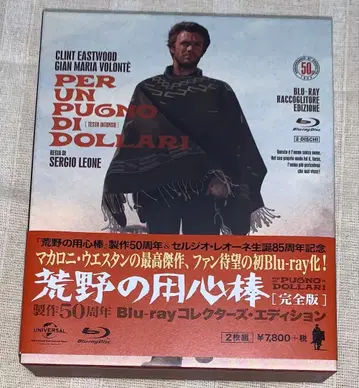 CLINT EASTWOOD
GIAN MARIA VOLONTÈ
PER
UN
PUGNO
DI
[TESTO INTONSO]
DOLLARI
REGIA DI
SERGIO LEONE
50
BLU-RAY
RACCOGLITORE
EDIZIONE
Blu-ray Disc
2 DISCHI
『荒野の用心棒』製作50周年&セルジオ・レオーネ生誕85周年記念
マカロニ・ウエスタンの最高傑作、ファン待望の初Blu-ray化!
荒野の用心棒[完全版]
PUGNO
DOLLARI
製作50周年 Blu-rayコレクターズ・エディション
UNIVERSAL
Blu-ray Disc
2枚組
¥7,800+税